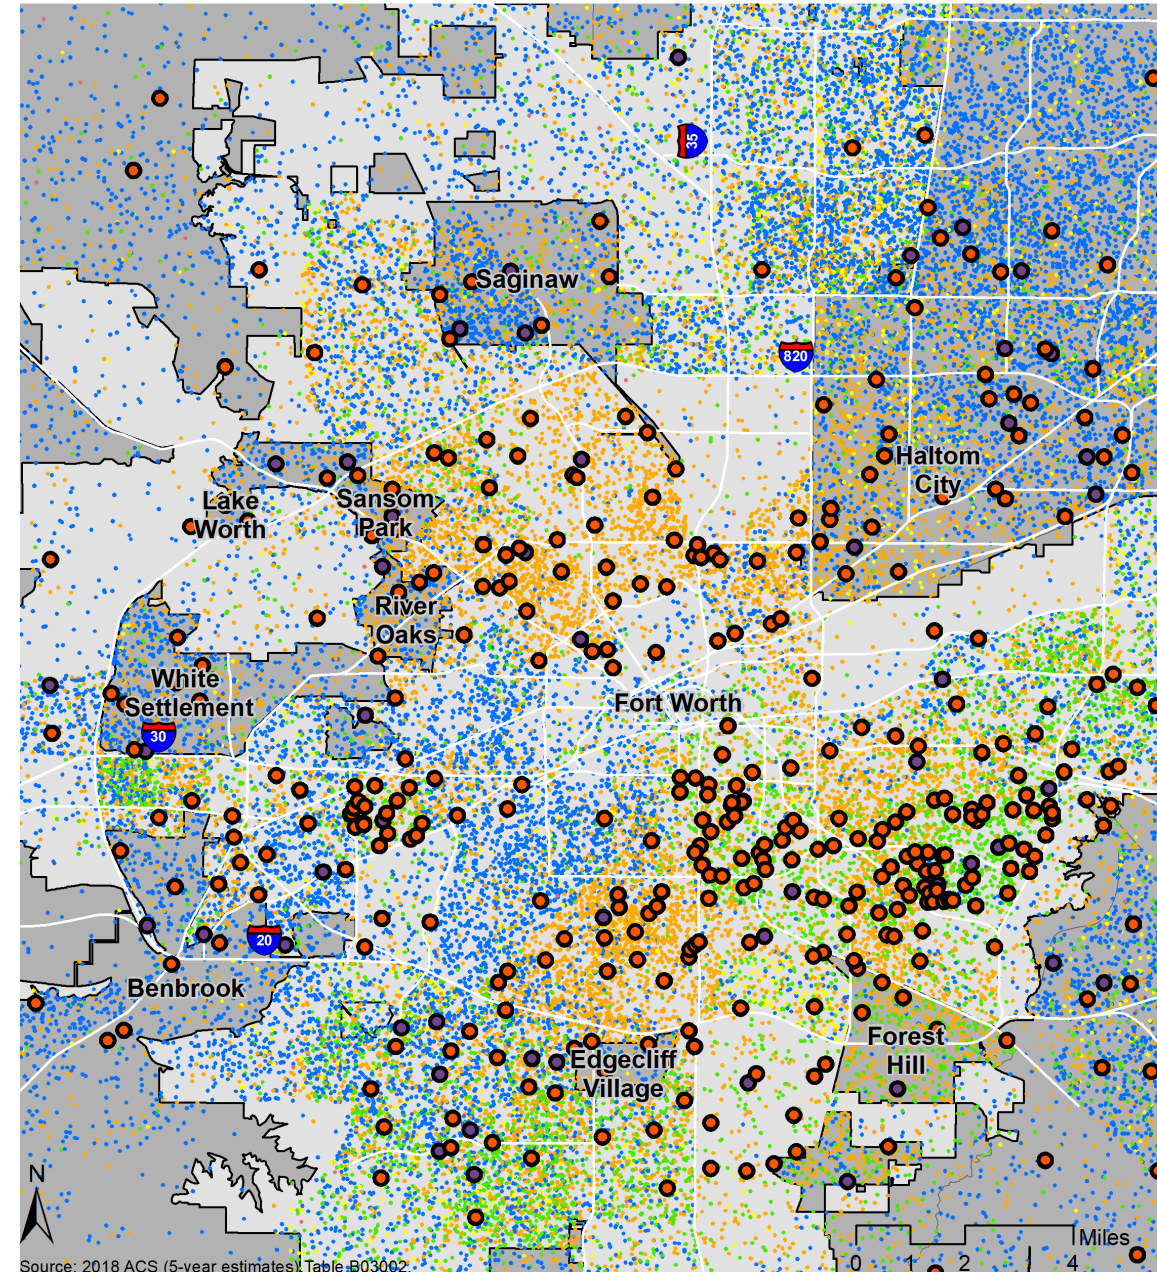 35
Saginaw
820
Haltom
City
Lake
Worth
Sansom
Park
River
Oaks
White
Settlement
30
Fort Worth
20
Benbrook
Forest
Hill
Edgecliff
Village
N
Miles
0 1 2 4
Source: 2018 ACS (5-year estimates) Table B03002.